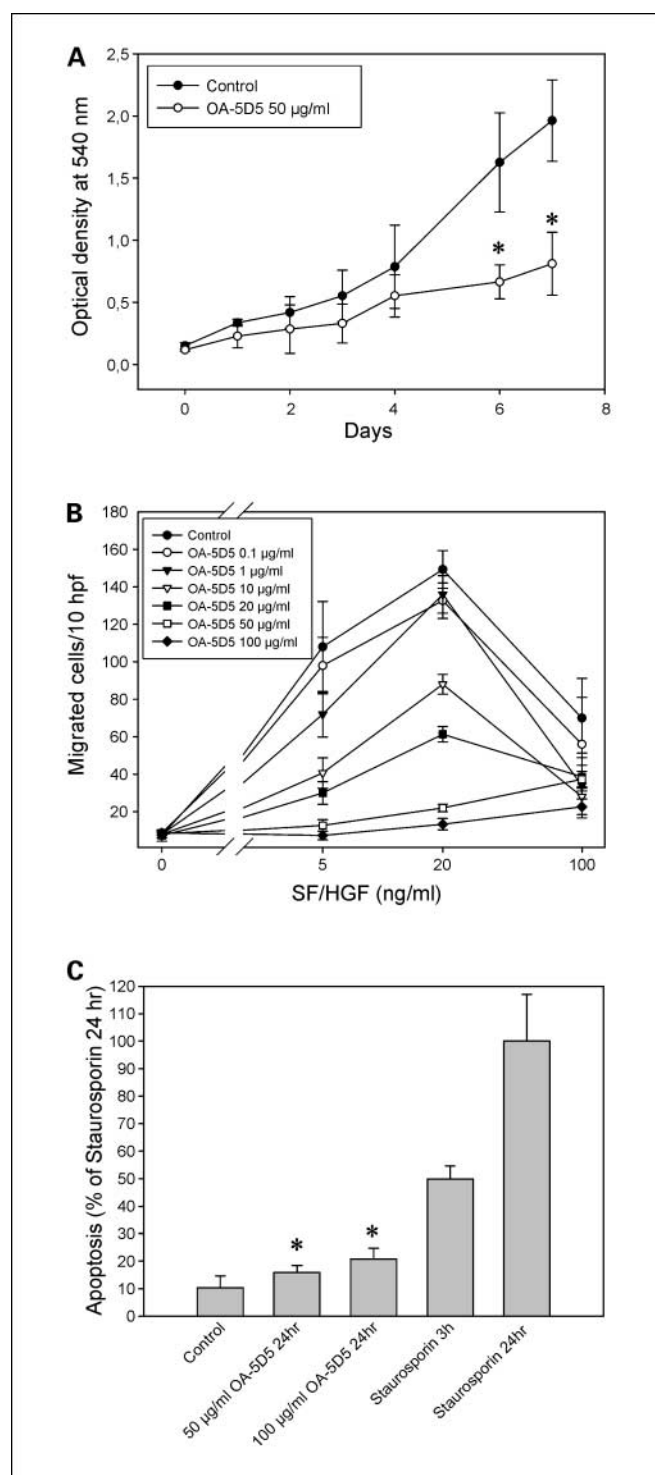 A
Optical density at 540 nm
2,5
2,0
1,5
1,0
0,5
0,0
Control
OA-5D5 50 µg/ml
*
*
0 2 4 6 8
Days
B
Migrated cells/10 hpf
180
160
140
120
100
80
60
40
20
Control
OA-5D5 0.1 µg/ml
OA-5D5 1 µg/ml
OA-5D5 10 µg/ml
OA-5D5 20 µg/ml
OA-5D5 50 µg/ml
OA-5D5 100 µg/ml
0 5 20 100
SF/HGF (ng/ml)
C
Apoptosis (% of Staurosporin 24 hr)
120
110
100
90
80
70
60
50
40
30
20
10
0
*
*
Control
50 µg/ml OA-5D5 24hr
100 µg/ml OA-5D5 24hr
Staurosporin 3h
Staurosporin 24hr